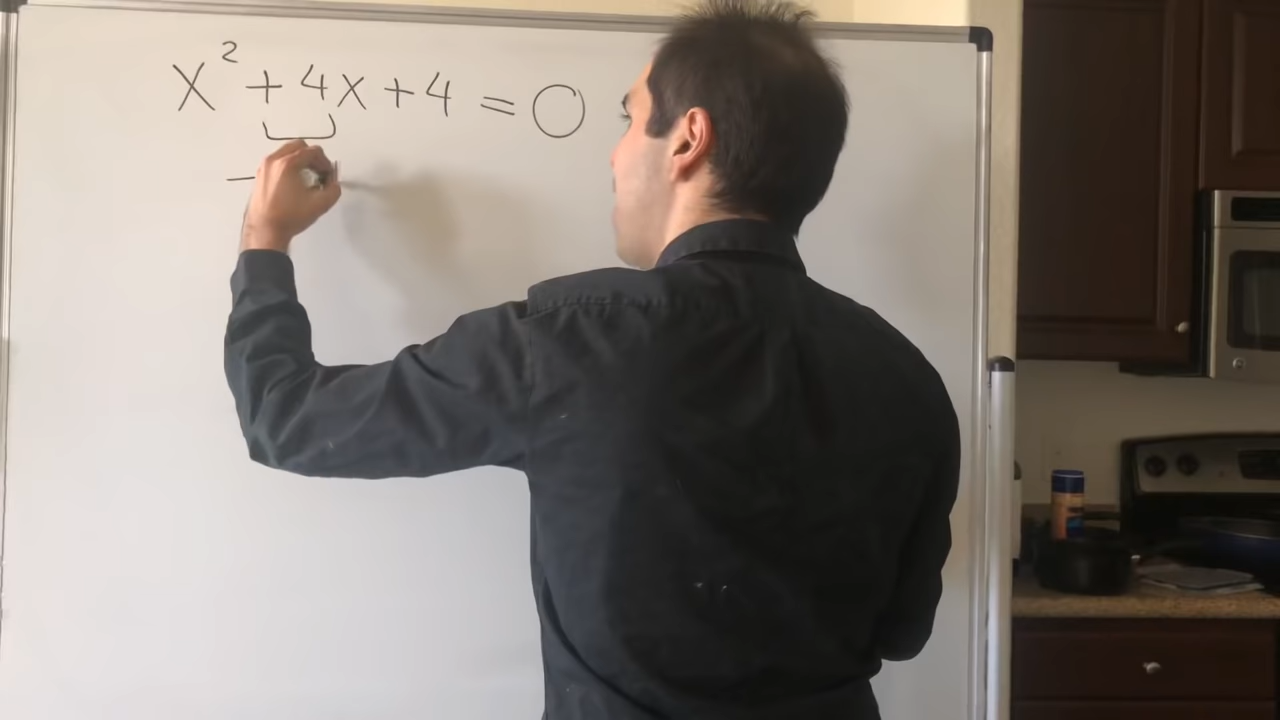 x² + 4x + 4 = 0